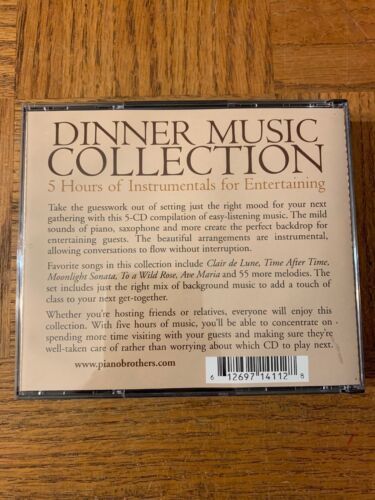 DINNER MUSIC
COLLECTION
5 Hours of Instrumentals for Entertaining
Take the guesswork out of setting just the right mood for your next
gathering with this 5-CD compilation of easy-listening music. The mild
sounds of piano, saxophone and more create the perfect backdrop for
entertaining guests. The beautiful arrangements are instrumental,
allowing conversations to flow without interruption.
Favorite songs in this collection include Clair de Lune, Time After Time,
Moonlight Sonata, To a Wild Rose, Ave Maria and 55 more melodies. The
set includes just the right mix of background music to add a touch of
class to your next get-together.
Whether you're hosting friends or relatives, everyone will enjoy this
collection. With five hours of music, you'll be able to concentrate on
spending more time visiting with your guests and making sure they're
well-taken care of rather than worrying about which CD to play next.
www.pianobrothers.com
6 12697 14112 8